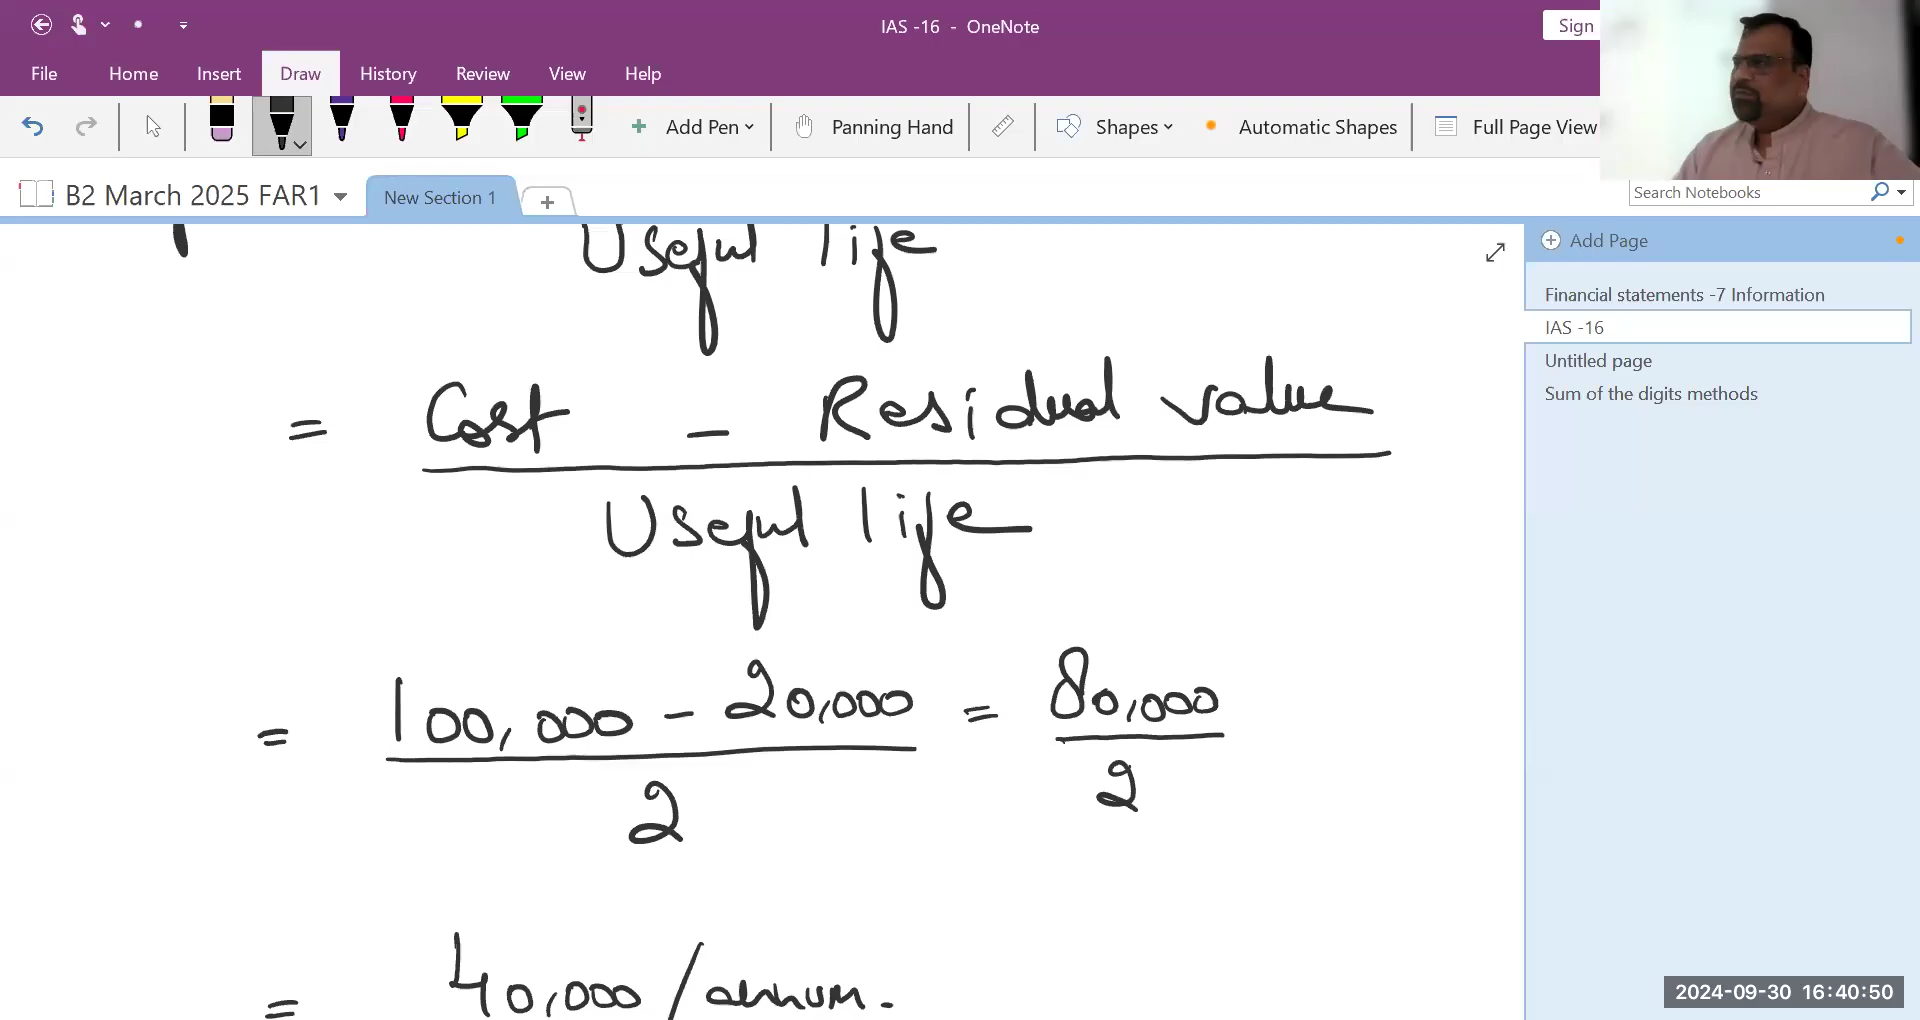 IAS -16 - OneNote
Sign
File Home Insert Draw History Review View Help
Add Pen Panning Hand Shapes Automatic Shapes Full Page View
B2 March 2025 FAR1 New Section 1 +
Search Notebooks
Add Page
Financial statements -7 Information
IAS -16
Untitled page
Sum of the digits methods
Useful life
= Cost - Residual value
Useful life
= 100,000 - 20,000 = 80,000
2 2
= 40,000 / annum.
2024-09-30 16:40:50